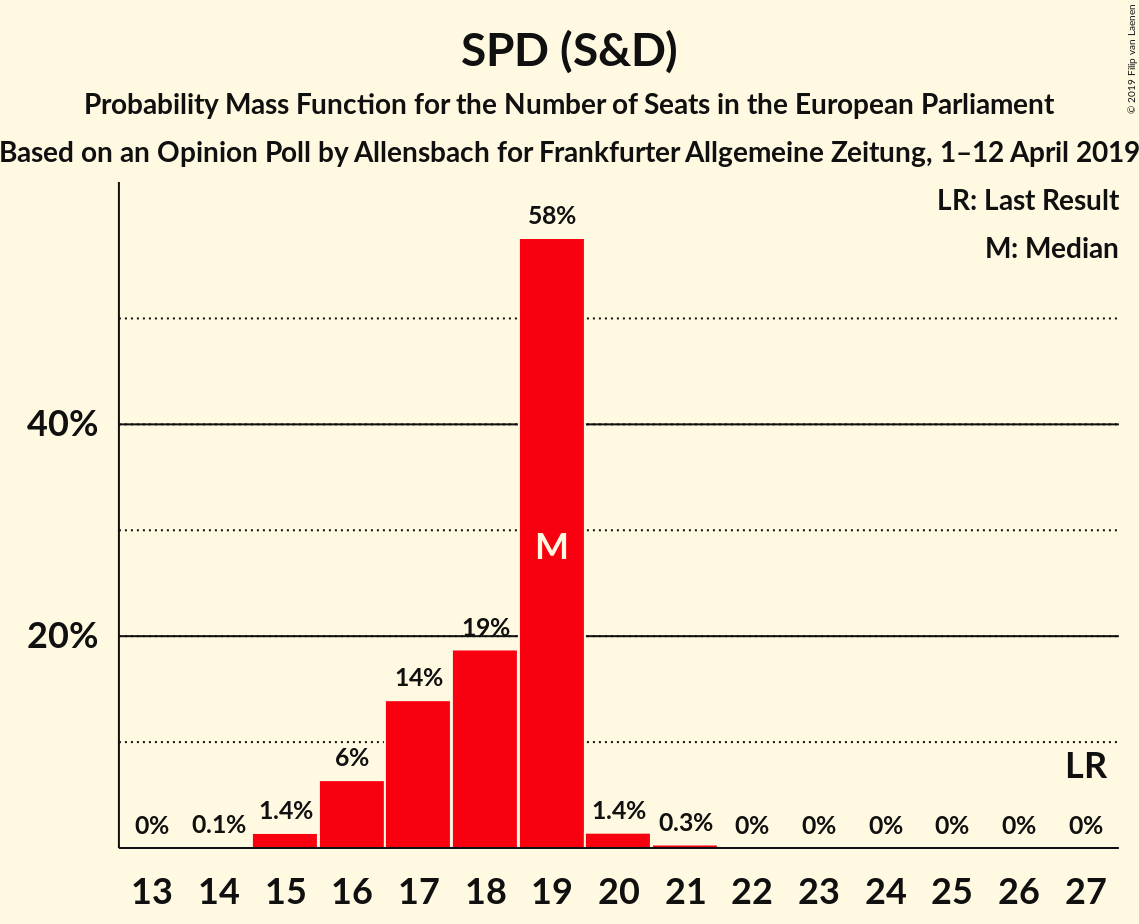 © 2019 Filip van Laenen
SPD (S&D)
Probability Mass Function for the Number of Seats in the European Parliament
Based on an Opinion Poll by Allensbach for Frankfurter Allgemeine Zeitung, 1–12 April 2019
LR: Last Result
M: Median
58%
40%
M
20%
19%
14%
6%
LR
0% 0.1% 1.4% 1.4% 0.3% 0% 0% 0% 0% 0% 0%
13 14 15 16 17 18 19 20 21 22 23 24 25 26 27